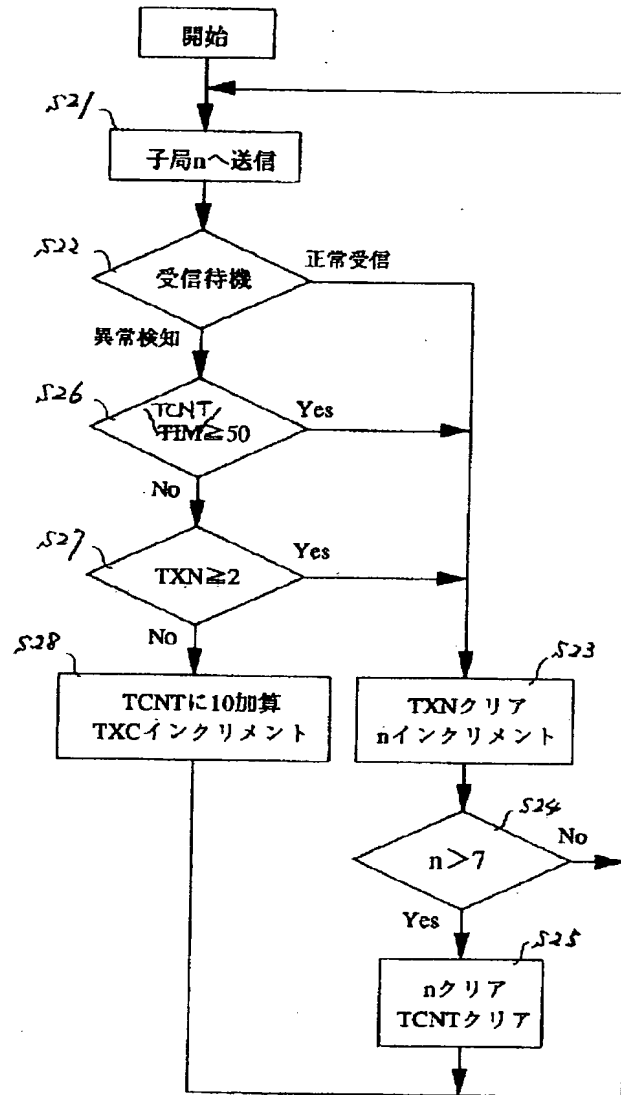 開始
S21
子局nへ送信
S22
受信待機
正常受信
異常検知
S26
TCNT
TIM≧50
Yes
No
S27
TXN≧2
Yes
No
S28
TCNTに10加算
TXCインクリメント
S23
TXNクリア
nインクリメント
S24
n>7
No
Yes
S25
nクリア
TCNTクリア